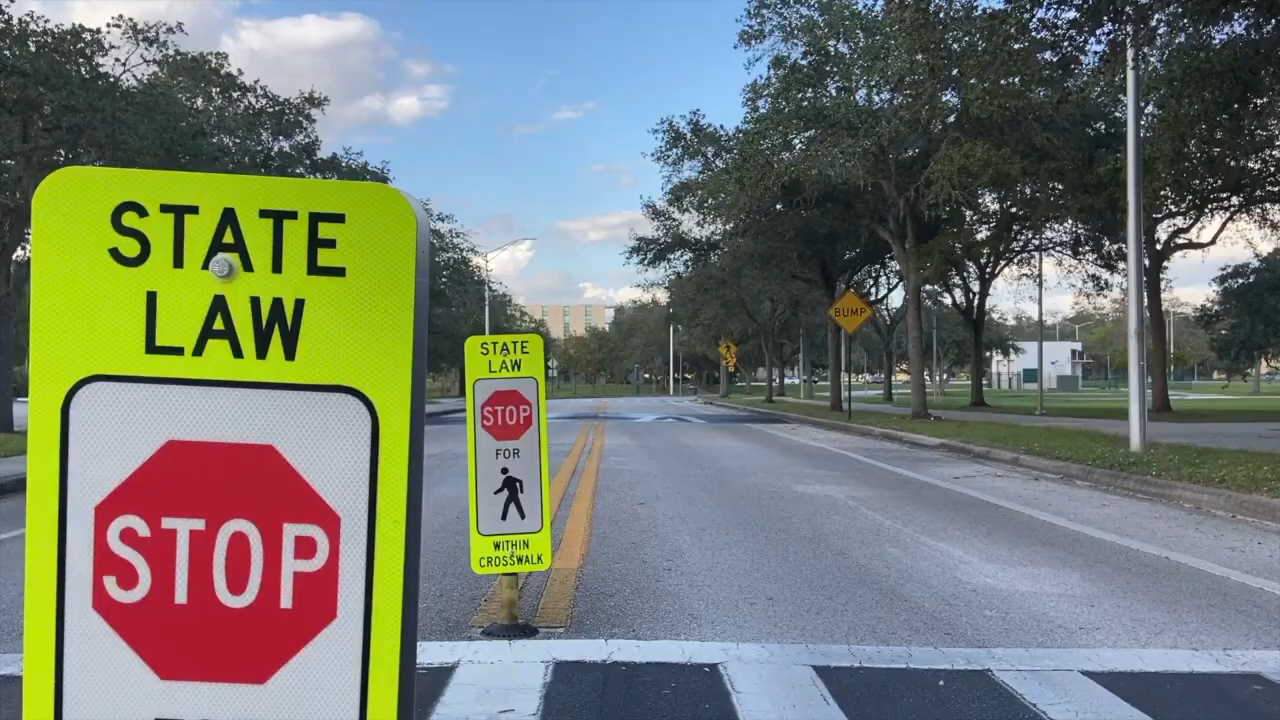 STATE
LAW
STOP
STATE
LAW
STOP
FOR
WITHIN
CROSSWALK
BUMP